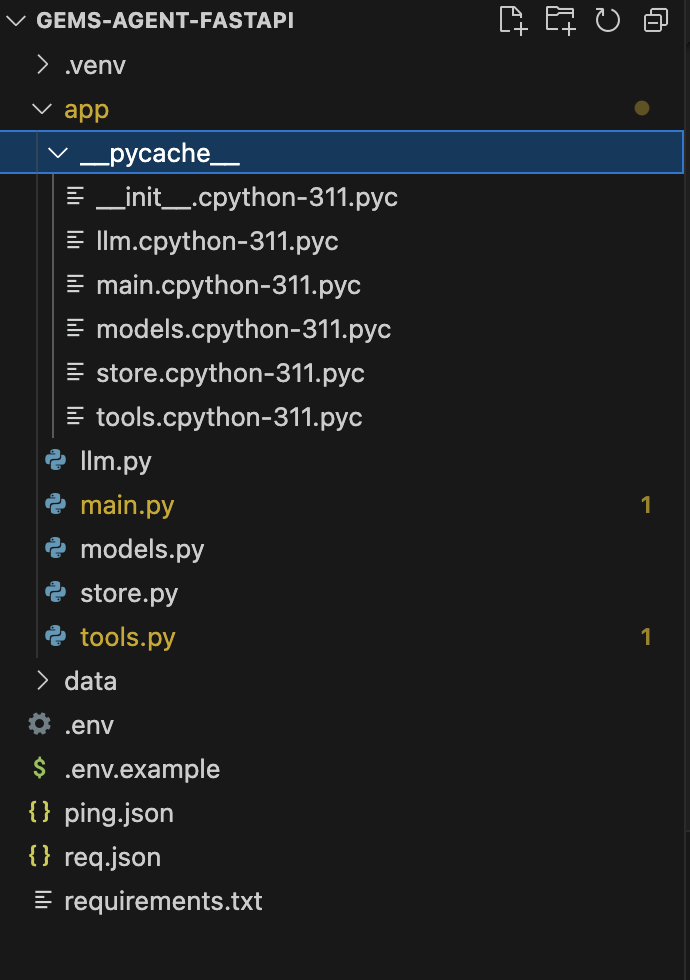 GEMS-AGENT-FASTAPI
.venv
app
__pycache__
__init__.cpython-311.pyc
llm.cpython-311.pyc
main.cpython-311.pyc
models.cpython-311.pyc
store.cpython-311.pyc
tools.cpython-311.pyc
llm.py
main.py 1
models.py
store.py
tools.py 1
data
.env
$ .env.example
{} ping.json
{} req.json
requirements.txt